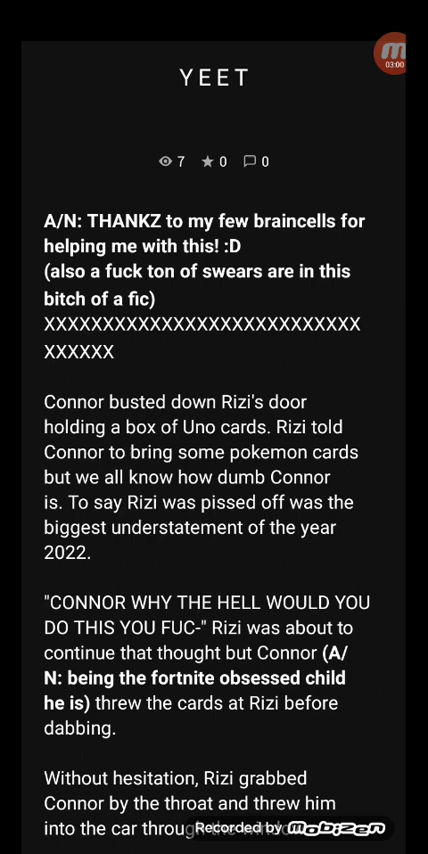 YEET
03:00
7 0 0
A/N: THANKZ to my few braincells for
helping me with this! :D
(also a fuck ton of swears are in this
bitch of a fic)
XXXXXXXXXXXXXXXXXXXXXXXXXXX
XXXXXX
Connor busted down Rizi's door
holding a box of Uno cards. Rizi told
Connor to bring some pokemon cards
but we all know how dumb Connor
is. To say Rizi was pissed off was the
biggest understatement of the year
2022.
"CONNOR WHY THE HELL WOULD YOU
DO THIS YOU FUC-" Rizi was about to
continue that thought but Connor (A/
N: being the fortnite obsessed child
he is) threw the cards at Rizi before
dabbing.
Without hesitation, Rizi grabbed
Connor by the throat and threw him
into the car through the
Recorded by mobizen